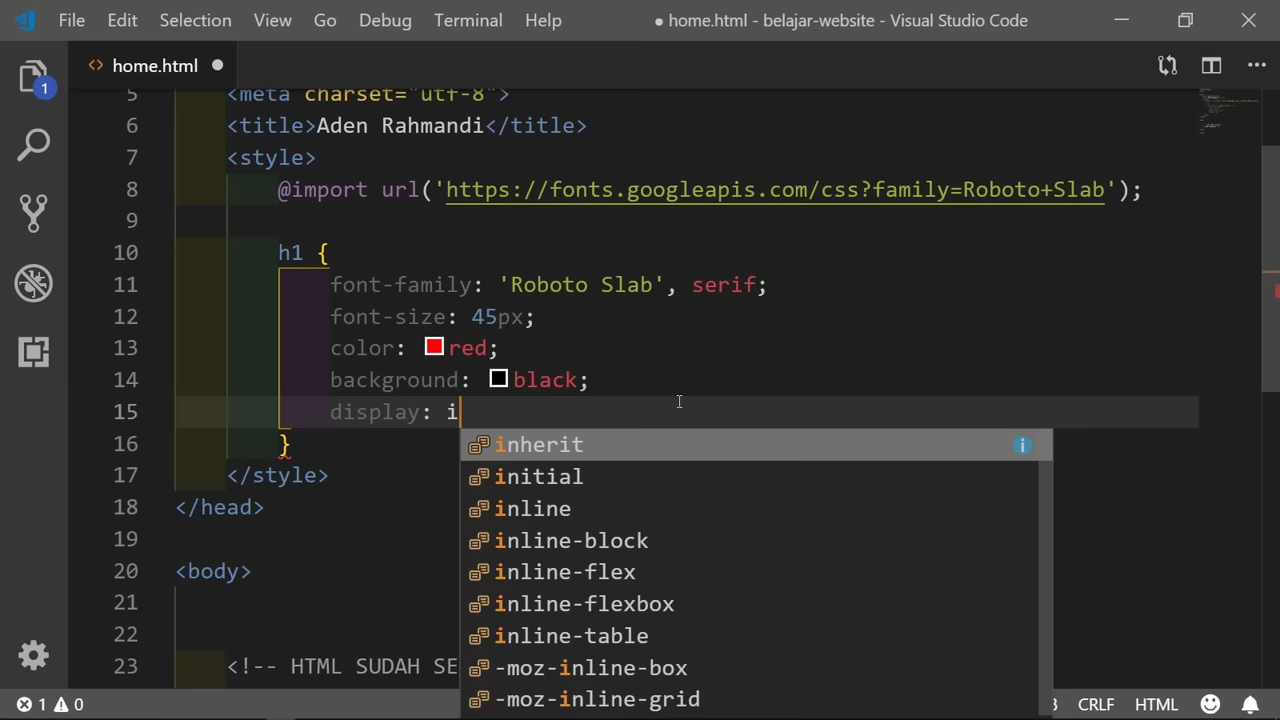 File Edit Selection View Go Debug Terminal Help ● home.html - belajar-website - Visual Studio Code
<> home.html ●
1
5 <meta charset="utf-8">
6 <title>Aden Rahmandi</title>
7 <style>
8 @import url('https://fonts.googleapis.com/css?family=Roboto+Slab');
9
10 h1 {
11 font-family: 'Roboto Slab', serif;
12 font-size: 45px;
13 color: red;
14 background: black;
15 display: i
16 }
inherit
initial
17 </style>
inline
18 </head>
inline-block
19
inline-flex
20 <body>
inline-flexbox
21
inline-table
22
-moz-inline-box
23 <!-- HTML SUDAH SE
-moz-inline-grid
1 0 CRLF HTML